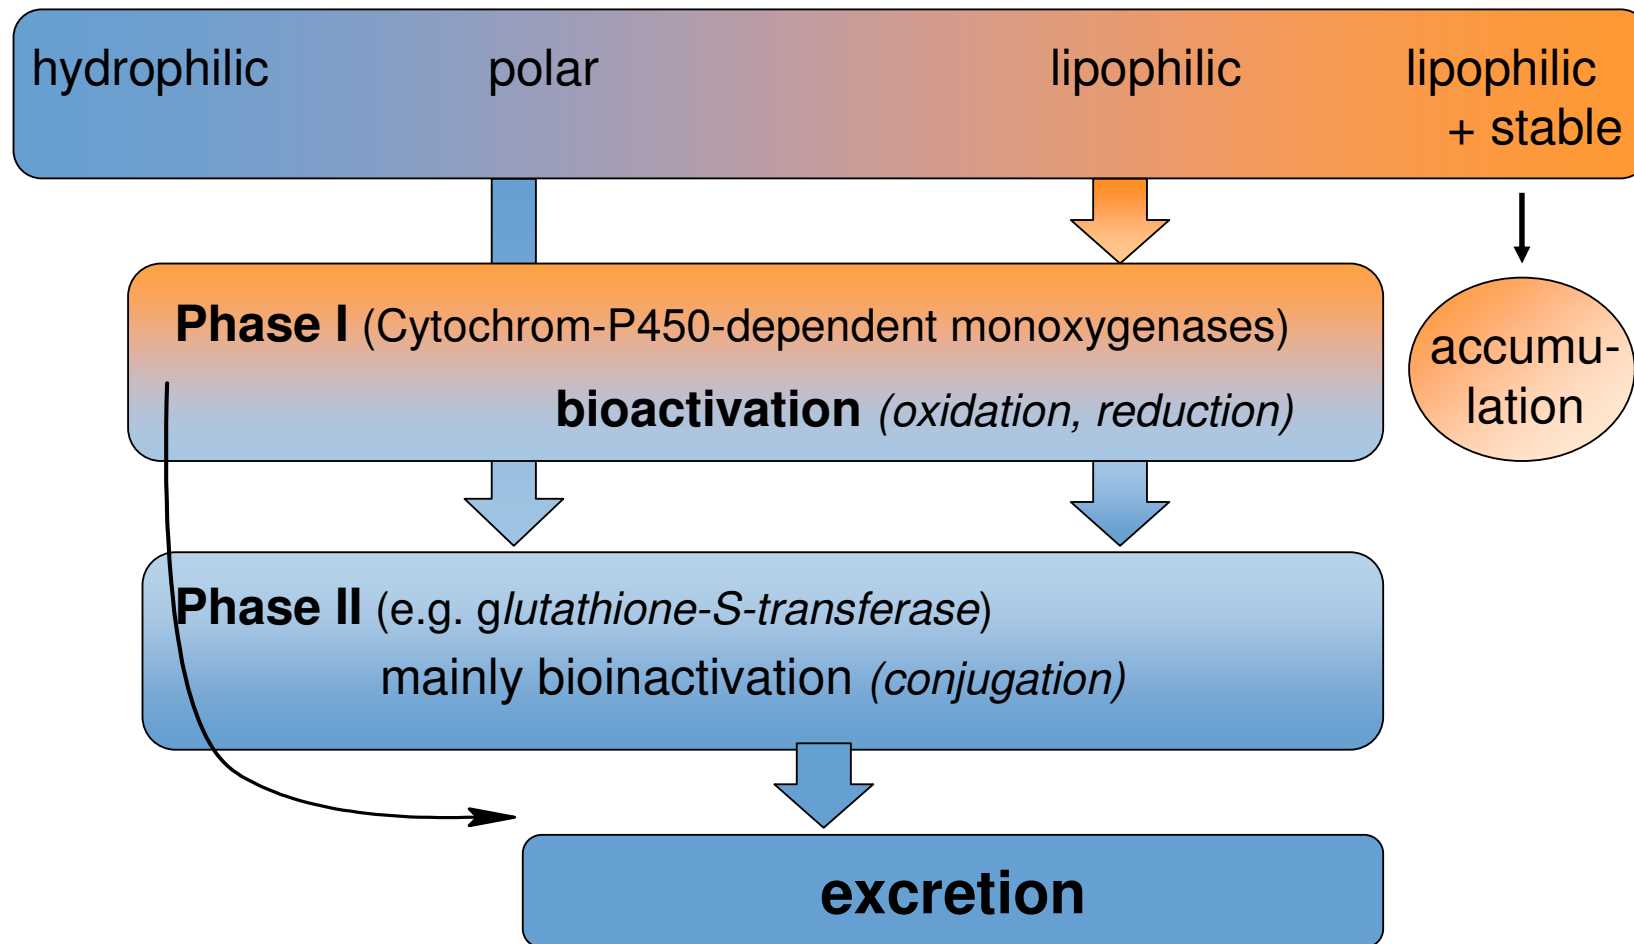 hydrophilic polar lipophilic lipophilic
+ stable
Phase I (Cytochrom-P450-dependent monoxygenases)
bioactivation (oxidation, reduction)
accumu-
lation
Phase II (e.g. glutathione-S-transferase)
mainly bioinactivation (conjugation)
excretion